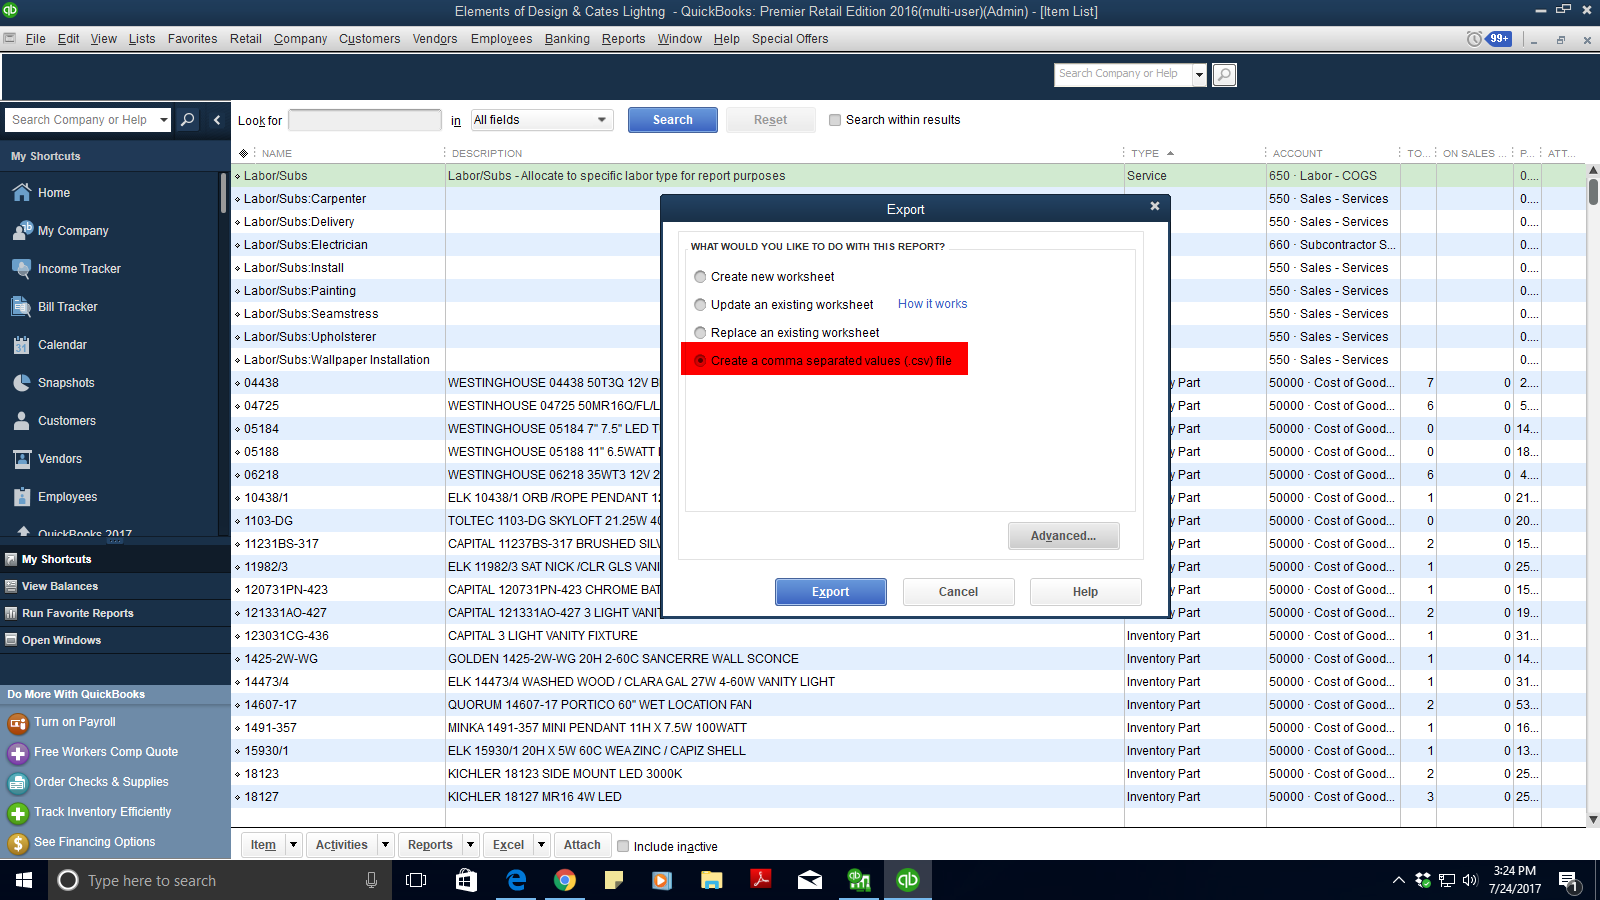 Elements of Design & Cates Lighting - QuickBooks: Premier Retail Edition 2016(multi-user)(Admin) - [Item List]
File Edit View Lists Favorites Retail Company Customers Vendors Employees Banking Reports Window Help Special Offers 99+
Search Company or Help
Search Company or Help
Look for in All fields Search Reset Search within results
My Shortcuts
NAME DESCRIPTION TYPE ACCOUNT TO... ON SALES ... P... ATT...
Labor/Subs Labor/Subs - Allocate to specific labor type for report purposes Service 650 · Labor - COGS 0....
Labor/Subs:Carpenter 550 · Sales - Services 0....
Labor/Subs:Delivery 550 · Sales - Services 0....
Labor/Subs:Electrician 660 · Subcontractor S... 0....
Labor/Subs:Install 550 · Sales - Services 0....
Labor/Subs:Painting 550 · Sales - Services 0....
Labor/Subs:Seamstress 550 · Sales - Services 0....
Labor/Subs:Upholsterer 550 · Sales - Services 0....
Labor/Subs:Wallpaper Installation 550 · Sales - Services 0....
04438 WESTINGHOUSE 04438 50T3Q 12V B y Part 50000 · Cost of Good... 7 0 2....
04725 WESTINHOUSE 04725 50MR16Q/FL/L y Part 50000 · Cost of Good... 6 0 5....
05184 WESTINGHOUSE 05184 7" 7.5" LED T y Part 50000 · Cost of Good... 0 0 14...
05188 WESTINGHOUSE 05188 11" 6.5WATT y Part 50000 · Cost of Good... 0 0 18...
06218 WESTINGHOUSE 06218 35WT3 12V 2 y Part 50000 · Cost of Good... 6 0 4....
10438/1 ELK 10438/1 ORB /ROPE PENDANT 12 y Part 50000 · Cost of Good... 1 0 21...
1103-DG TOLTEC 1103-DG SKYLOFT 21.25W 40 y Part 50000 · Cost of Good... 0 0 20...
11231BS-317 CAPITAL 11237BS-317 BRUSHED SILV y Part 50000 · Cost of Good... 2 0 15...
11982/3 ELK 11982/3 SAT NICK /CLR GLS VANI y Part 50000 · Cost of Good... 1 0 25...
120731PN-423 CAPITAL 120731PN-423 CHROME BAT y Part 50000 · Cost of Good... 1 0 15...
121331AO-427 CAPITAL 121331AO-427 3 LIGHT VANIT y Part 50000 · Cost of Good... 2 0 19...
123031CG-436 CAPITAL 3 LIGHT VANITY FIXTURE Inventory Part 50000 · Cost of Good... 1 0 31...
1425-2W-WG GOLDEN 1425-2W-WG 20H 2-60C SANCERRE WALL SCONCE Inventory Part 50000 · Cost of Good... 1 0 14...
14473/4 ELK 14473/4 WASHED WOOD / CLARA GAL 27W 4-60W VANITY LIGHT Inventory Part 50000 · Cost of Good... 1 0 31...
14607-17 QUORUM 14607-17 PORTICO 60" WET LOCATION FAN Inventory Part 50000 · Cost of Good... 2 0 53...
1491-357 MINKA 1491-357 MINI PENDANT 11H X 7.5W 100WATT Inventory Part 50000 · Cost of Good... 1 0 16...
15930/1 ELK 15930/1 20H X 5W 60C WEA ZINC / CAPIZ SHELL Inventory Part 50000 · Cost of Good... 1 0 13...
18123 KICHLER 18123 SIDE MOUNT LED 3000K Inventory Part 50000 · Cost of Good... 2 0 25...
18127 KICHLER 18127 MR16 4W LED Inventory Part 50000 · Cost of Good... 3 0 25...
Export
WHAT WOULD YOU LIKE TO DO WITH THIS REPORT?
Create new worksheet
Update an existing worksheet How it works
Replace an existing worksheet
Create a comma separated values (.csv) file
Advanced...
Export Cancel Help
Home
My Company
Income Tracker
Bill Tracker
31 Calendar
Snapshots
Customers
Vendors
Employees
QuickBooks 2017
My Shortcuts
View Balances
Run Favorite Reports
Open Windows
Do More With QuickBooks
Turn on Payroll
Free Workers Comp Quote
Order Checks & Supplies
Track Inventory Efficiently
See Financing Options
Item Activities Reports Excel Attach Include inactive
Type here to search
3:24 PM
7/24/2017
1